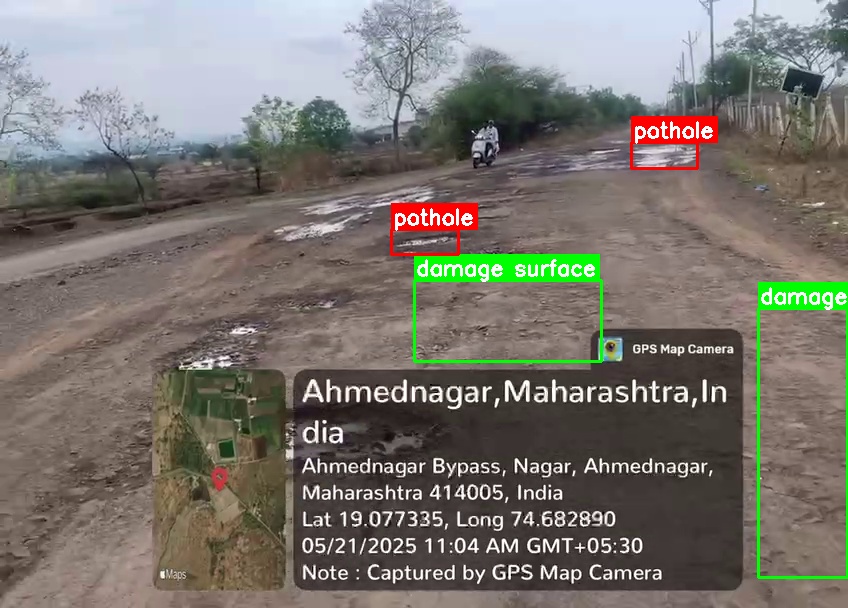 pothole
pothole
damage surface
damage
GPS Map Camera
Ahmednagar,Maharashtra,In
dia
Ahmednagar Bypass, Nagar, Ahmednagar,
Maharashtra 414005, India
Lat 19.077335, Long 74.682890
05/21/2025 11:04 AM GMT+05:30
Note : Captured by GPS Map Camera
Maps